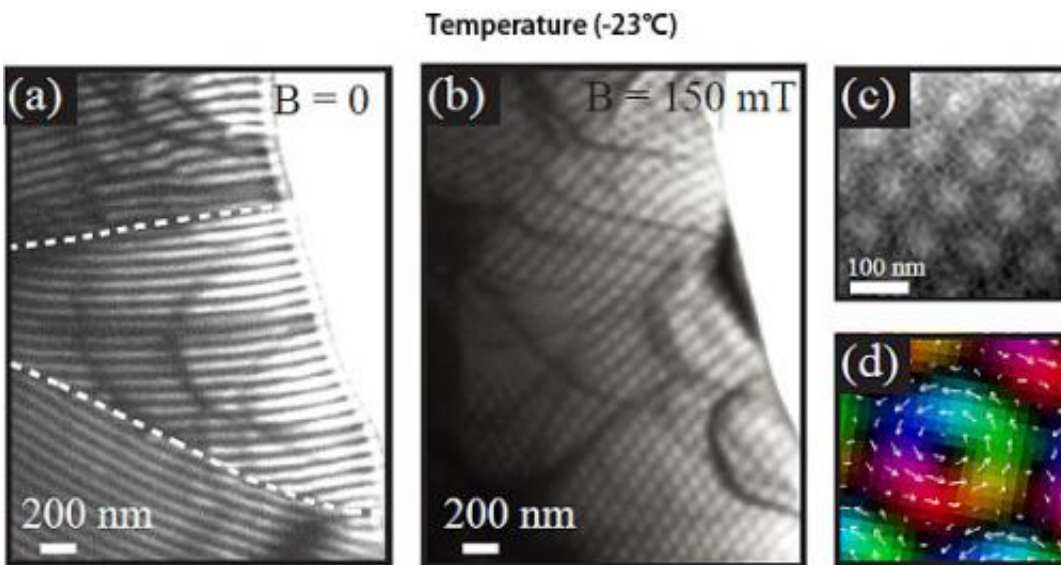 Temperature (-23℃)
(a)
B = 0
(b)
B = 150 mT
(c)
100 nm
(d)
200 nm
200 nm